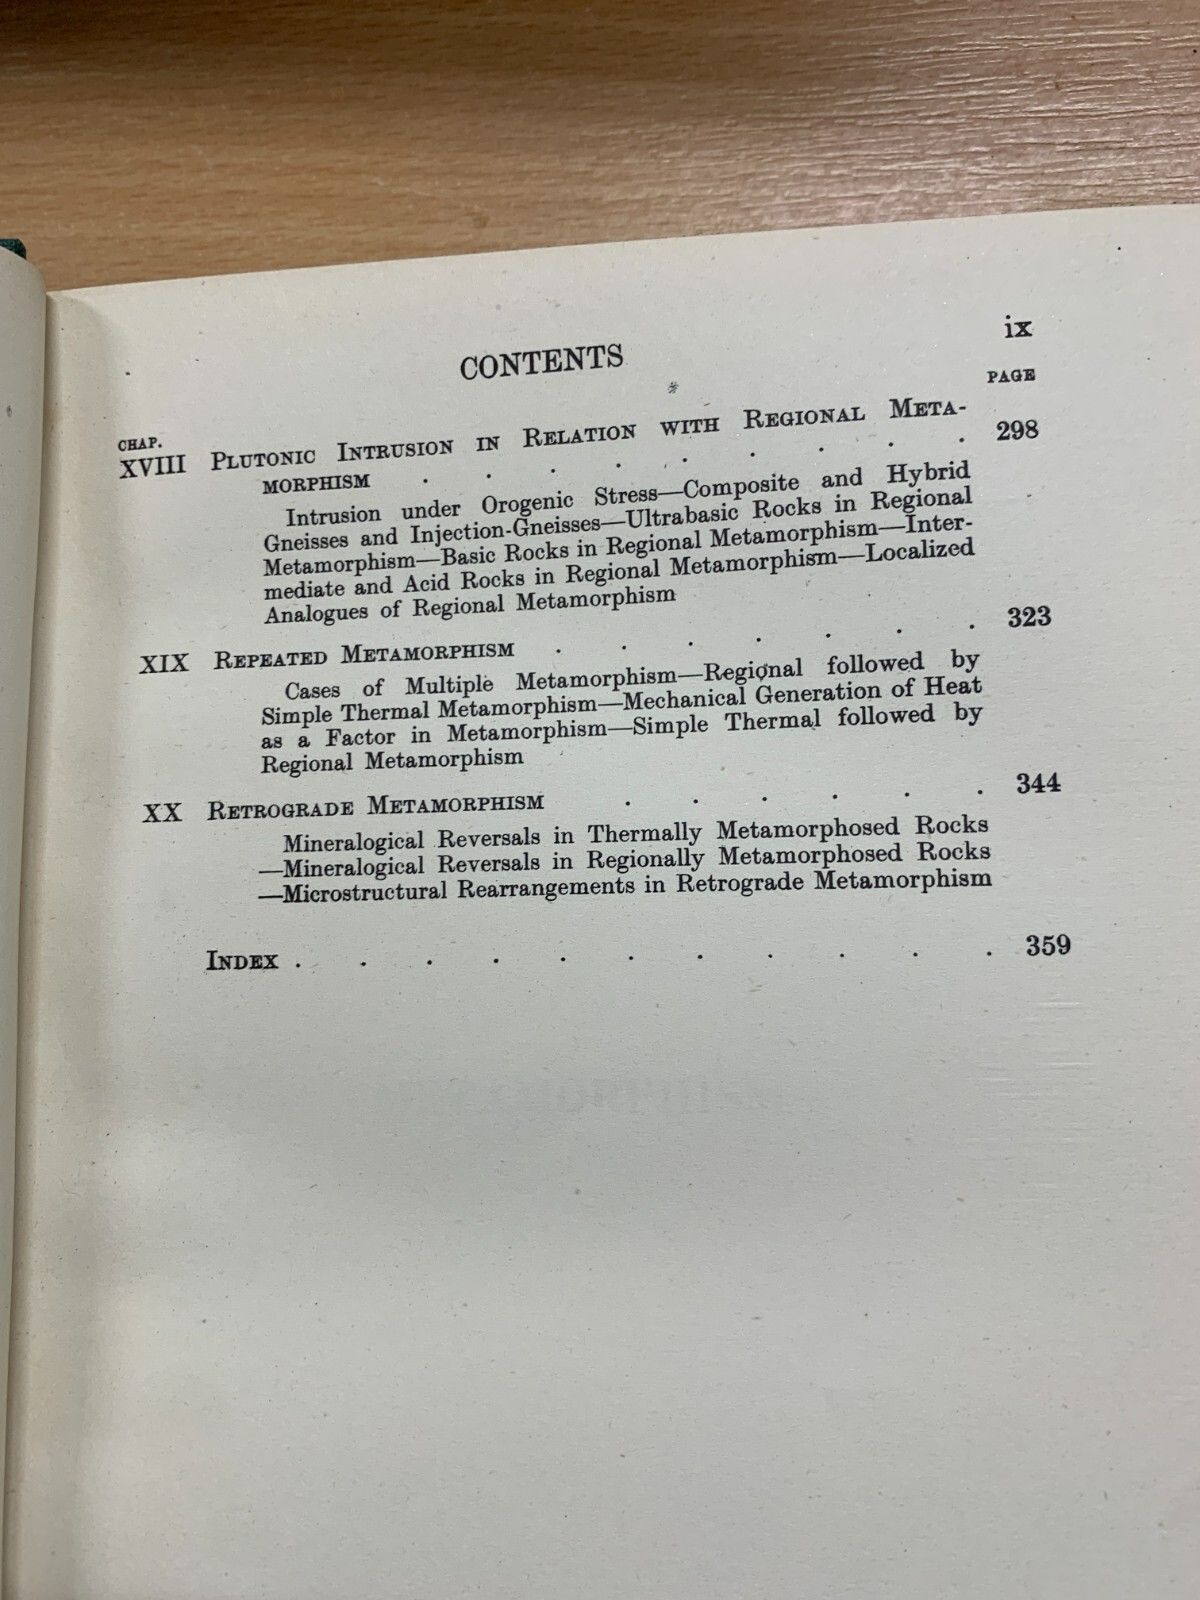 ix
CONTENTS
PAGE
CHAP.
XVIII PLUTONIC INTRUSION IN RELATION WITH REGIONAL META-
MORPHISM . . . . . . . . . 298
Intrusion under Orogenic Stress—Composite and Hybrid
Gneisses and Injection-Gneisses—Ultrabasic Rocks in Regional
Metamorphism—Basic Rocks in Regional Metamorphism—Inter-
mediate and Acid Rocks in Regional Metamorphism—Localized
Analogues of Regional Metamorphism
XIX REPEATED METAMORPHISM . . . . . . . 323
Cases of Multiple Metamorphism—Regional followed by
Simple Thermal Metamorphism—Mechanical Generation of Heat
as a Factor in Metamorphism—Simple Thermal followed by
Regional Metamorphism
XX RETROGRADE METAMORPHISM . . . . . . 344
Mineralogical Reversals in Thermally Metamorphosed Rocks
—Mineralogical Reversals in Regionally Metamorphosed Rocks
—Microstructural Rearrangements in Retrograde Metamorphism
INDEX . . . . . . . . . . . 359